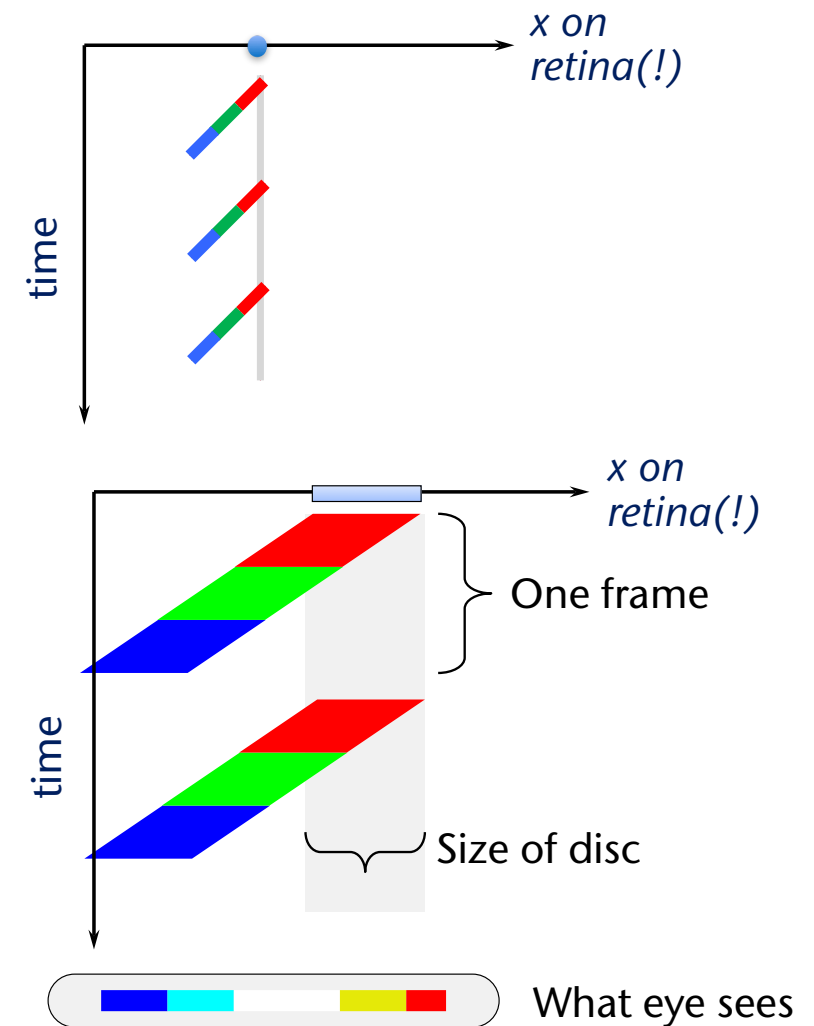 x on
retina(!)
time
x on
retina(!)
One frame
time
Size of disc
What eye sees